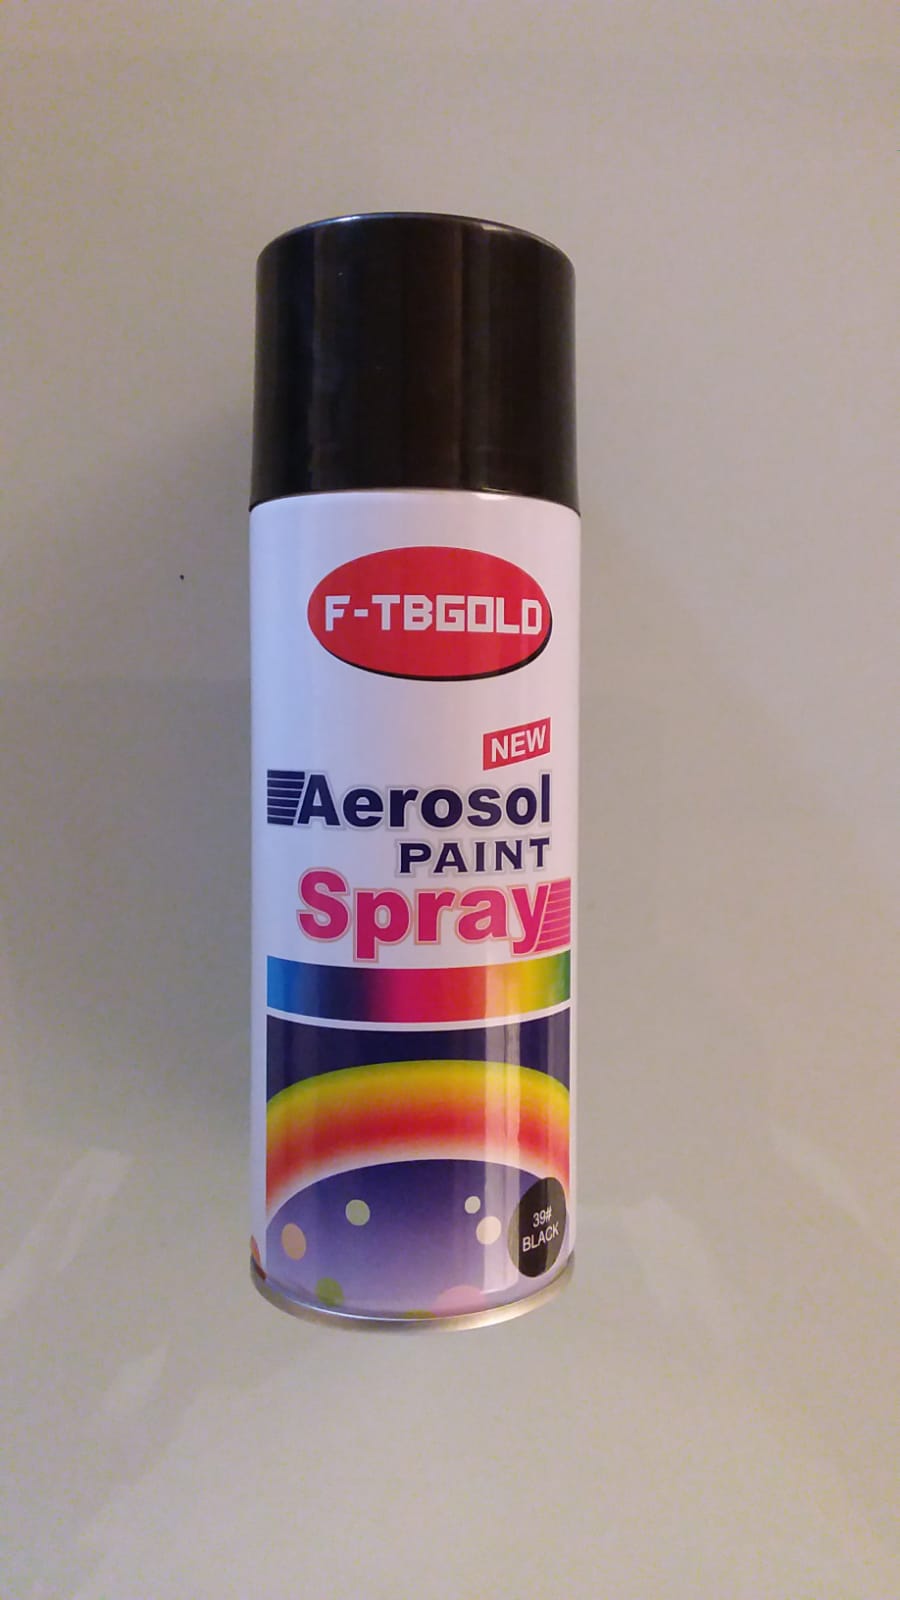 F-TBGOLD
NEW
Aerosol
PAINT
Spray
39#
BLACK